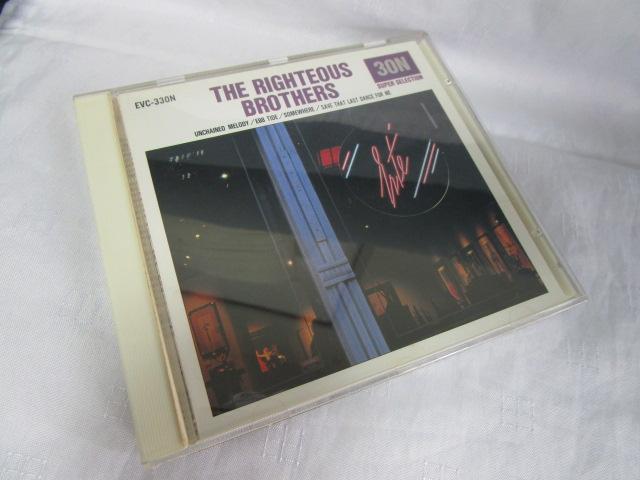 EVC-330N
THE RIGHTEOUS
BROTHERS
30N
SUPER SELECTION
UNCHAINED MELODY / EBB TIDE / SOMEWHERE / SAVE THAT LAST DANCE FOR ME